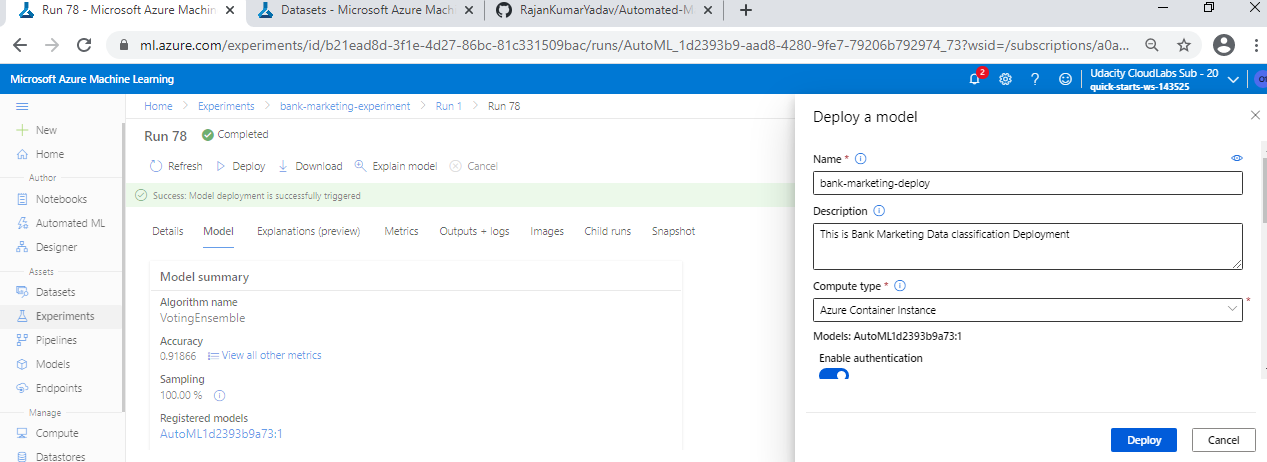 Run 78 - Microsoft Azure Machin
Datasets - Microsoft Azure Mach
RajanKumarYadav/Automated-M
ml.azure.com/experiments/id/b21ead8d-3f1e-4d27-86bc-81c331509bac/runs/AutoML_1d2393b9-aad8-4280-9fe7-79206b792974_73?wsid=/subscriptions/a0a...
Microsoft Azure Machine Learning
2
Udacity CloudLabs Sub - 20
quick-starts-ws-143525
New
Home
Author
Notebooks
Automated ML
Designer
Assets
Datasets
Experiments
Pipelines
Models
Endpoints
Manage
Compute
Datastores
Home > Experiments > bank-marketing-experiment > Run 1 > Run 78
Run 78 Completed
Refresh Deploy Download Explain model Cancel
Success: Model deployment is successfully triggered
Details Model Explanations (preview) Metrics Outputs + logs Images Child runs Snapshot
Model summary
Algorithm name
VotingEnsemble
Accuracy
0.91866 View all other metrics
Sampling
100.00 %
Registered models
AutoML1d2393b9a73:1
Deploy a model
Name *
bank-marketing-deploy
Description
This is Bank Marketing Data classification Deployment
Compute type *
Azure Container Instance *
Models: AutoML1d2393b9a73:1
Enable authentication
Deploy Cancel